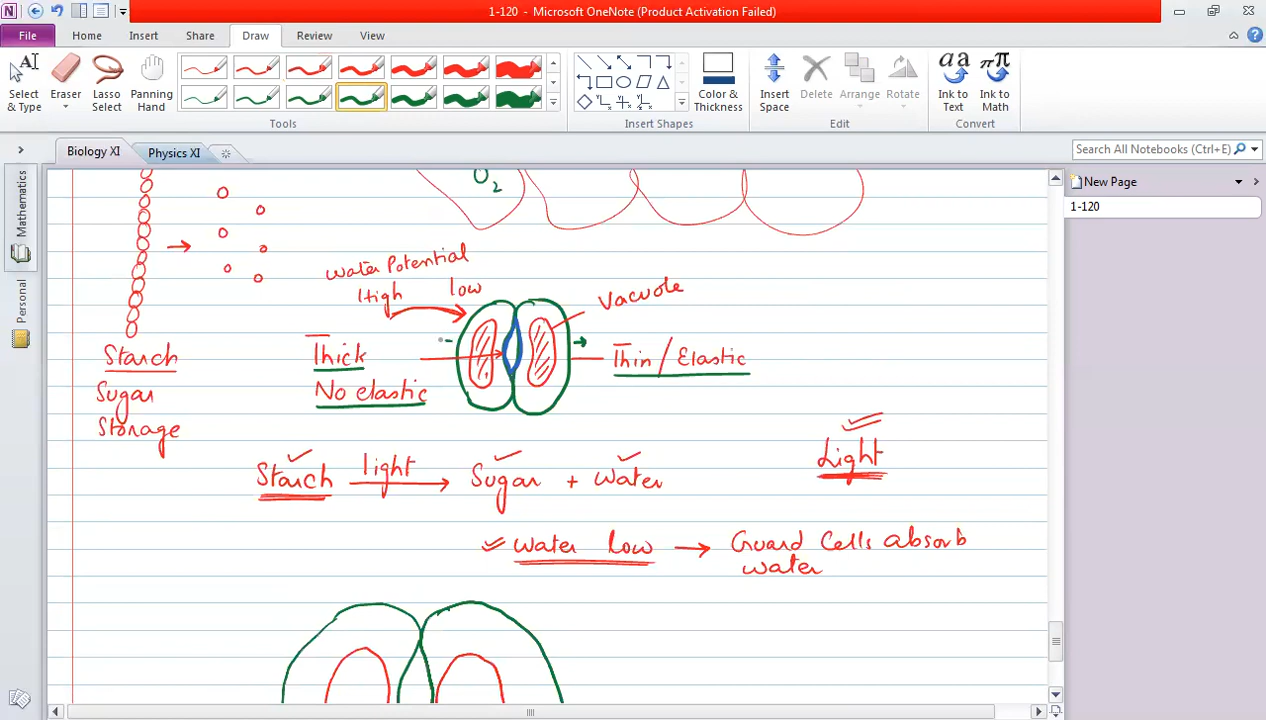 1-120 - Microsoft OneNote (Product Activation Failed)
File Home Insert Share Draw Review View
Select & Type
Eraser
Lasso Select
Panning Hand
Color & Thickness
Insert Space
Delete
Arrange
Rotate
Ink to Text
Ink to Math
Tools Insert Shapes Edit Convert
Biology XI Physics XI
Search All Notebooks (Ctrl+E)
Mathematics
Personal
New Page
1-120
O2
Water Potential
High low
Vacuole
Thick
No elastic
Thin / Elastic
Starch
Sugar
Storage
Light
Starch light → Sugar + Water
Water low → Guard Cells absorb
water